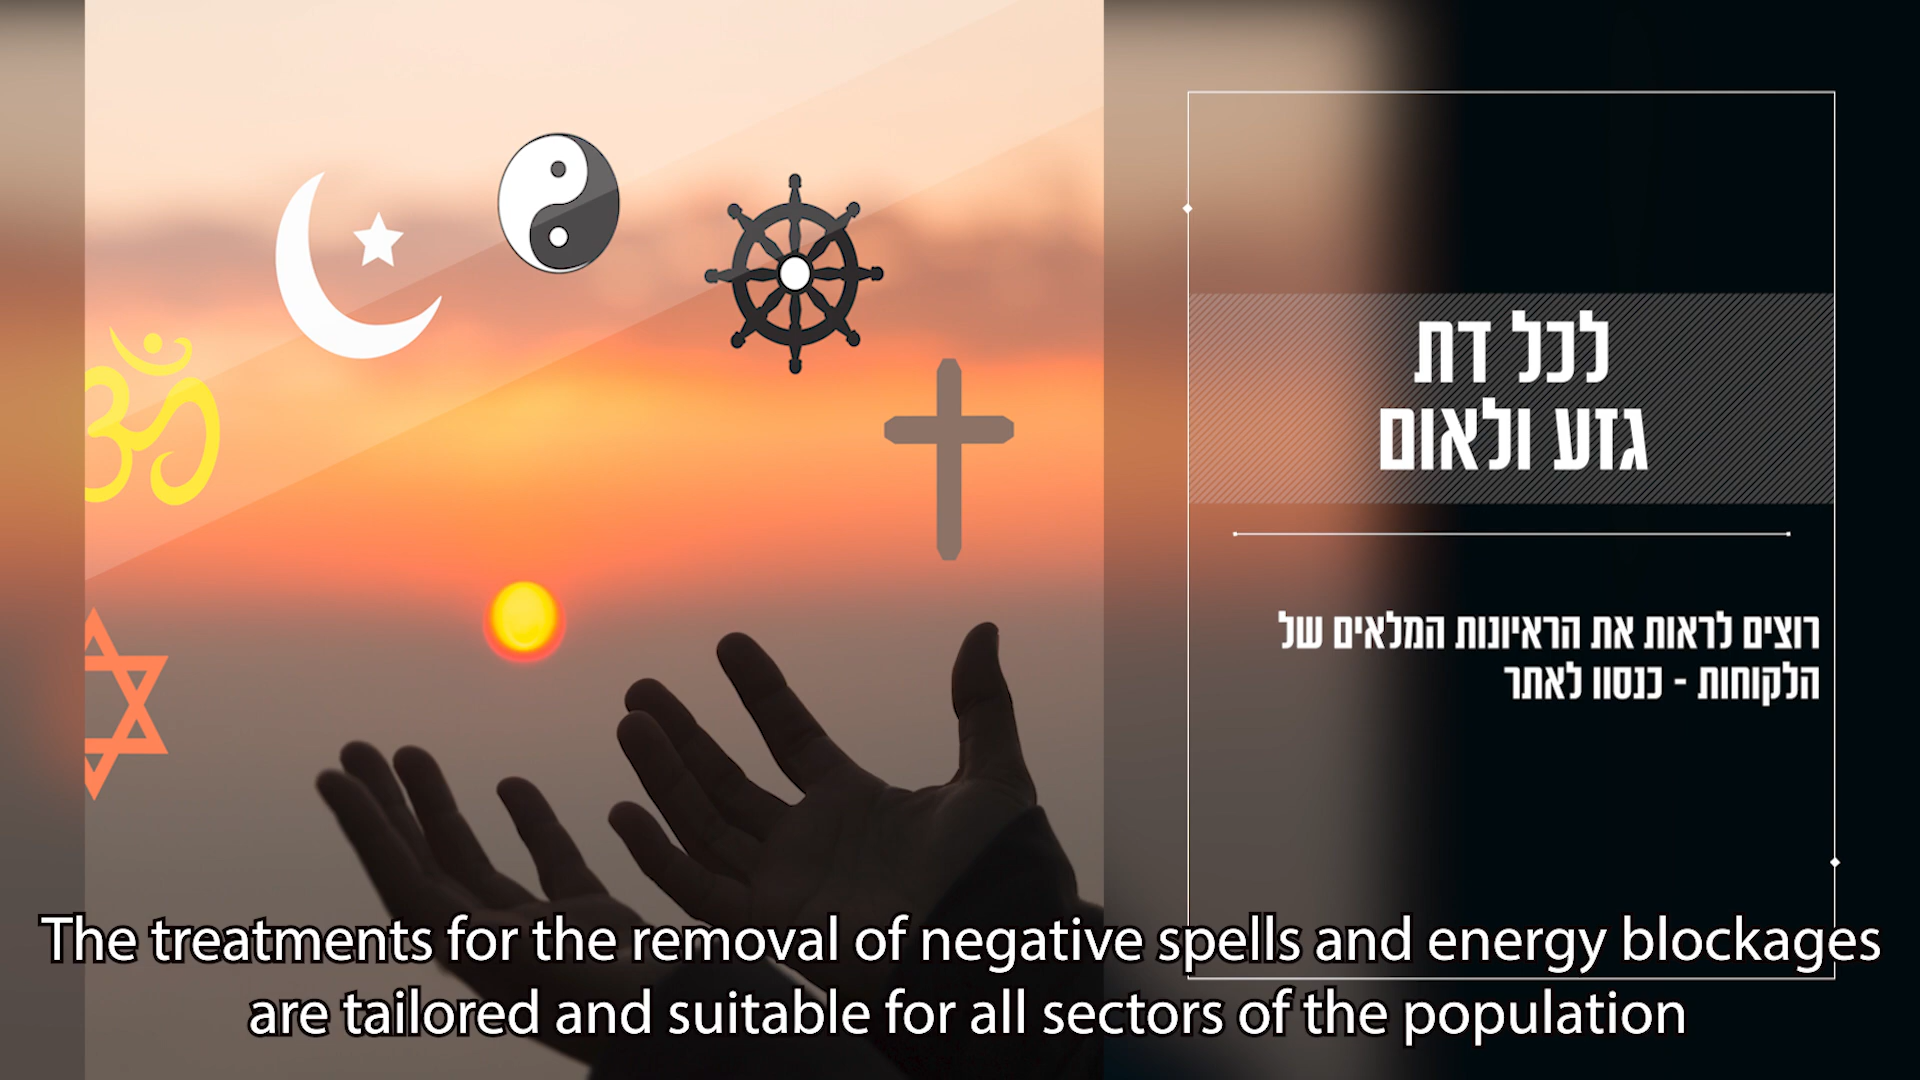 לכל דת
גזע ולאום
רוצים לראות את הראיונות המלאים של
הלקוחות - כנסוו לאתר
The treatments for the removal of negative spells and energy blockages
are tailored and suitable for all sectors of the population